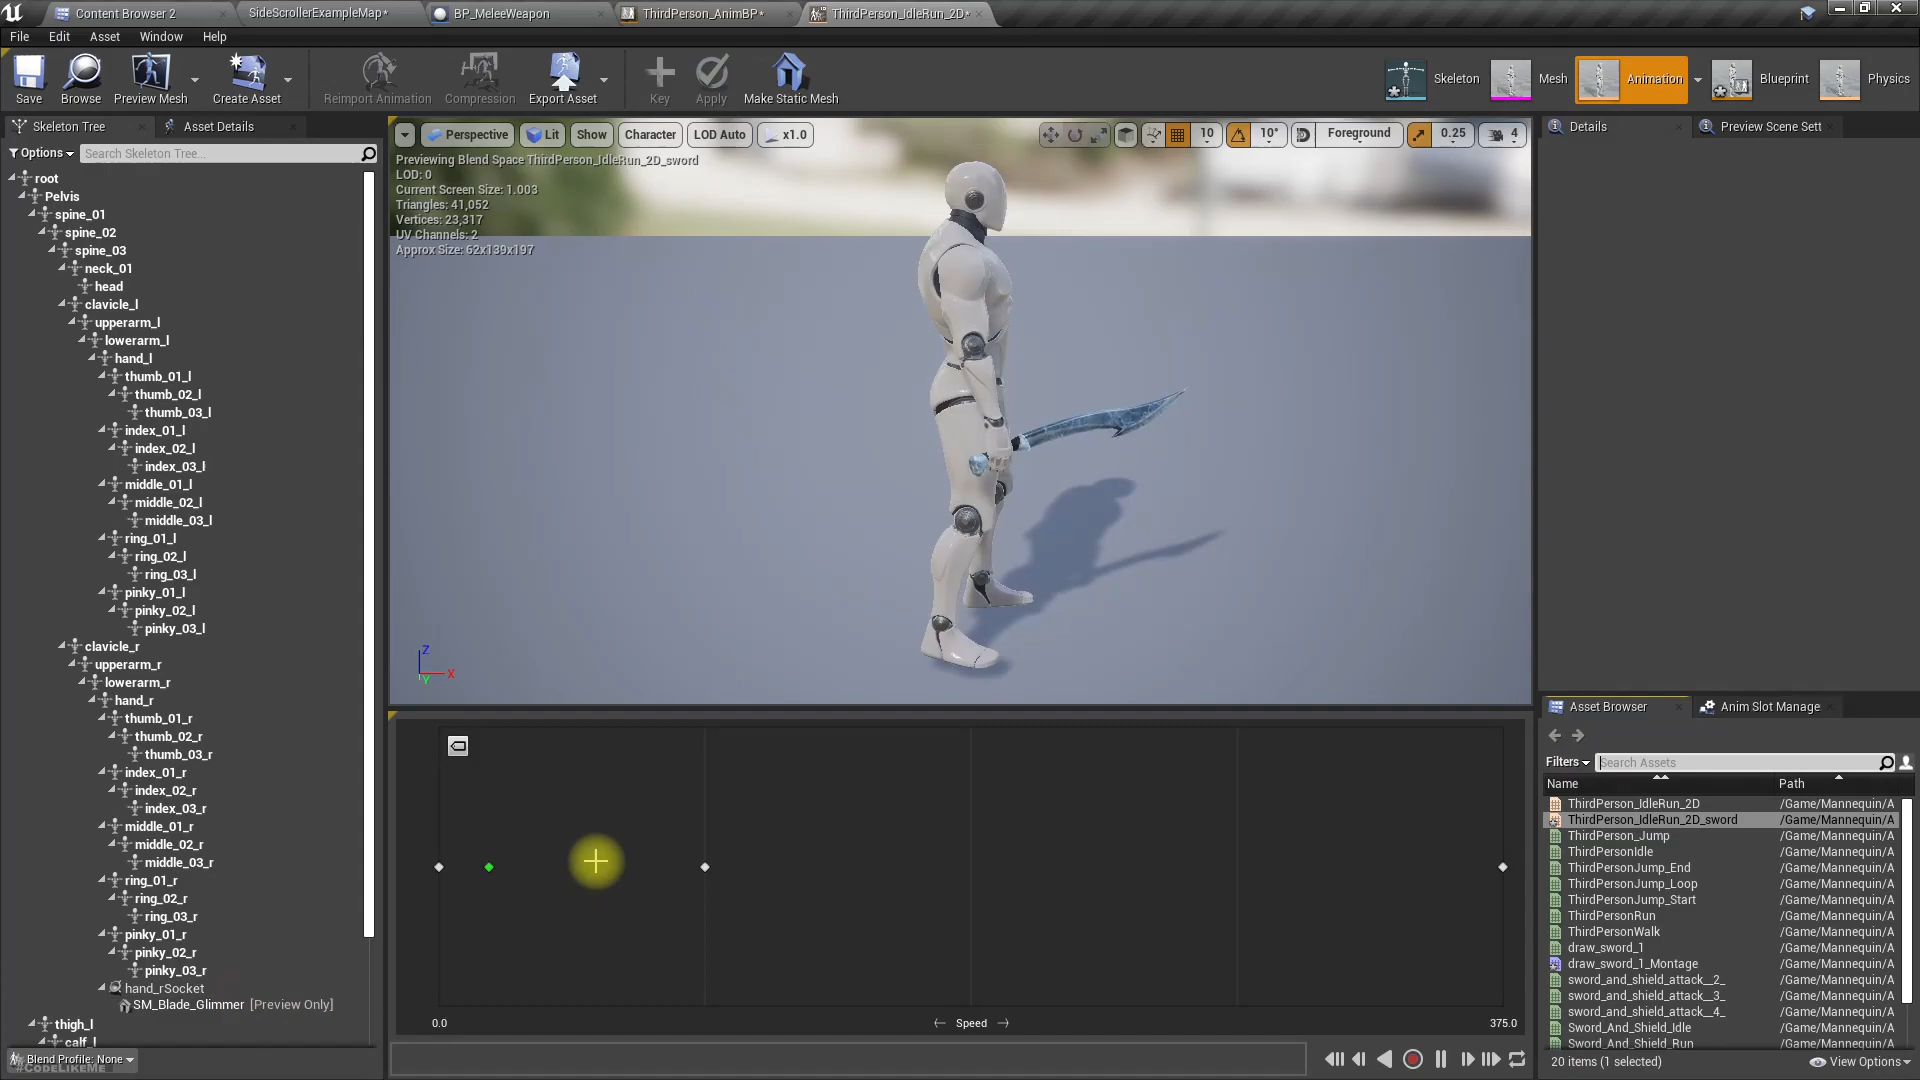 Content Browser 2
SideScrollerExampleMap*
BP_MeleeWeapon
ThirdPerson_AnimBP*
ThirdPerson_IdleRun_2D*
File
Edit
Asset
Window
Help
Save
Browse
Preview Mesh
Create Asset
Reimport Animation
Compression
Export Asset
Key
Apply
Make Static Mesh
Skeleton
Mesh
Animation
Blueprint
Physics
Skeleton Tree
Asset Details
Options
Search Skeleton Tree...
root
Pelvis
spine_01
spine_02
spine_03
neck_01
head
clavicle_l
upperarm_l
lowerarm_l
hand_l
thumb_01_l
thumb_02_l
thumb_03_l
index_01_l
index_02_l
index_03_l
middle_01_l
middle_02_l
middle_03_l
ring_01_l
ring_02_l
ring_03_l
pinky_01_l
pinky_02_l
pinky_03_l
clavicle_r
upperarm_r
lowerarm_r
hand_r
thumb_01_r
thumb_02_r
thumb_03_r
index_01_r
index_02_r
index_03_r
middle_01_r
middle_02_r
middle_03_r
ring_01_r
ring_02_r
ring_03_r
pinky_01_r
pinky_02_r
pinky_03_r
hand_rSocket
SM_Blade_Glimmer [Preview Only]
thigh_l
calf_l
Blend Profile: None
#CODELIKEME
Perspective
Lit
Show
Character
LOD Auto
x1.0
10
10°
Foreground
0.25
4
Previewing Blend Space ThirdPerson_IdleRun_2D_sword
LOD: 0
Current Screen Size: 1.003
Triangles: 41,052
Vertices: 23,317
UV Channels: 2
Approx Size: 62x139x197
Z
X
Y
0.0
Speed
375.0
Details
Preview Scene Sett
Asset Browser
Anim Slot Manage
Filters
Search Assets
Name
Path
ThirdPerson_IdleRun_2D /Game/Mannequin/A
ThirdPerson_IdleRun_2D_sword /Game/Mannequin/A
ThirdPerson_Jump /Game/Mannequin/A
ThirdPersonIdle /Game/Mannequin/A
ThirdPersonJump_End /Game/Mannequin/A
ThirdPersonJump_Loop /Game/Mannequin/A
ThirdPersonJump_Start /Game/Mannequin/A
ThirdPersonRun /Game/Mannequin/A
ThirdPersonWalk /Game/Mannequin/A
draw_sword_1 /Game/Mannequin/A
draw_sword_1_Montage /Game/Mannequin/A
sword_and_shield_attack__2_ /Game/Mannequin/A
sword_and_shield_attack__3_ /Game/Mannequin/A
sword_and_shield_attack__4_ /Game/Mannequin/A
Sword_And_Shield_Idle /Game/Mannequin/A
Sword_And_Shield_Run /Game/Mannequin/A
20 items (1 selected)
View Options